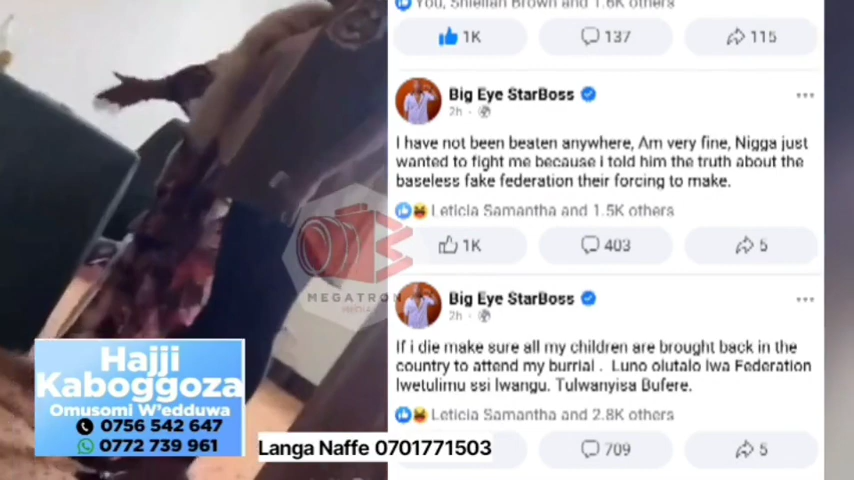 You, Shiellah Brown and 1.6K others
1K
137
115
Big Eye StarBoss
2h ·
I have not been beaten anywhere, Am very fine, Nigga just
wanted to fight me because i told him the truth about the
baseless fake federation their forcing to make.
Leticia Samantha and 1.5K others
1K
403
5
Big Eye StarBoss
2h ·
If i die make sure all my children are brought back in the
country to attend my burrial . Luno olutalo lwa Federation
lwetulimu ssi lwangu. Tulwanyisa Bufere.
Leticia Samantha and 2.8K others
709
5
MEGATRON
MEDIA
Hajji
Kaboggoza
Omusomi W'edduwa
0756 542 647
0772 739 961
Langa Naffe 0701771503